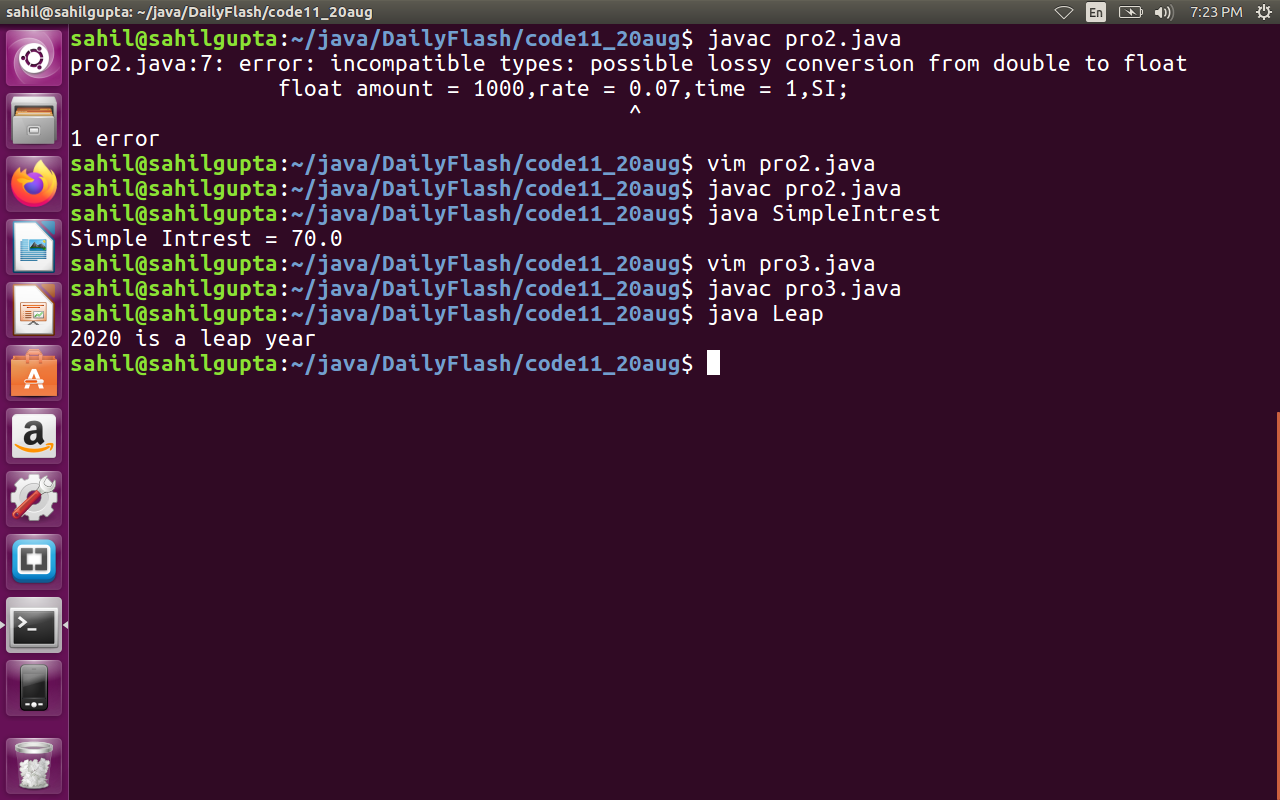 sahil@sahilgupta: ~/java/DailyFlash/code11_20aug
En
7:23 PM
sahil@sahilgupta:~/java/DailyFlash/code11_20aug$ javac pro2.java
pro2.java:7: error: incompatible types: possible lossy conversion from double to float
                float amount = 1000,rate = 0.07,time = 1,SI;
                                           ^
1 error
sahil@sahilgupta:~/java/DailyFlash/code11_20aug$ vim pro2.java
sahil@sahilgupta:~/java/DailyFlash/code11_20aug$ javac pro2.java
sahil@sahilgupta:~/java/DailyFlash/code11_20aug$ java SimpleIntrest
Simple Intrest = 70.0
sahil@sahilgupta:~/java/DailyFlash/code11_20aug$ vim pro3.java
sahil@sahilgupta:~/java/DailyFlash/code11_20aug$ javac pro3.java
sahil@sahilgupta:~/java/DailyFlash/code11_20aug$ java Leap
2020 is a leap year
sahil@sahilgupta:~/java/DailyFlash/code11_20aug$